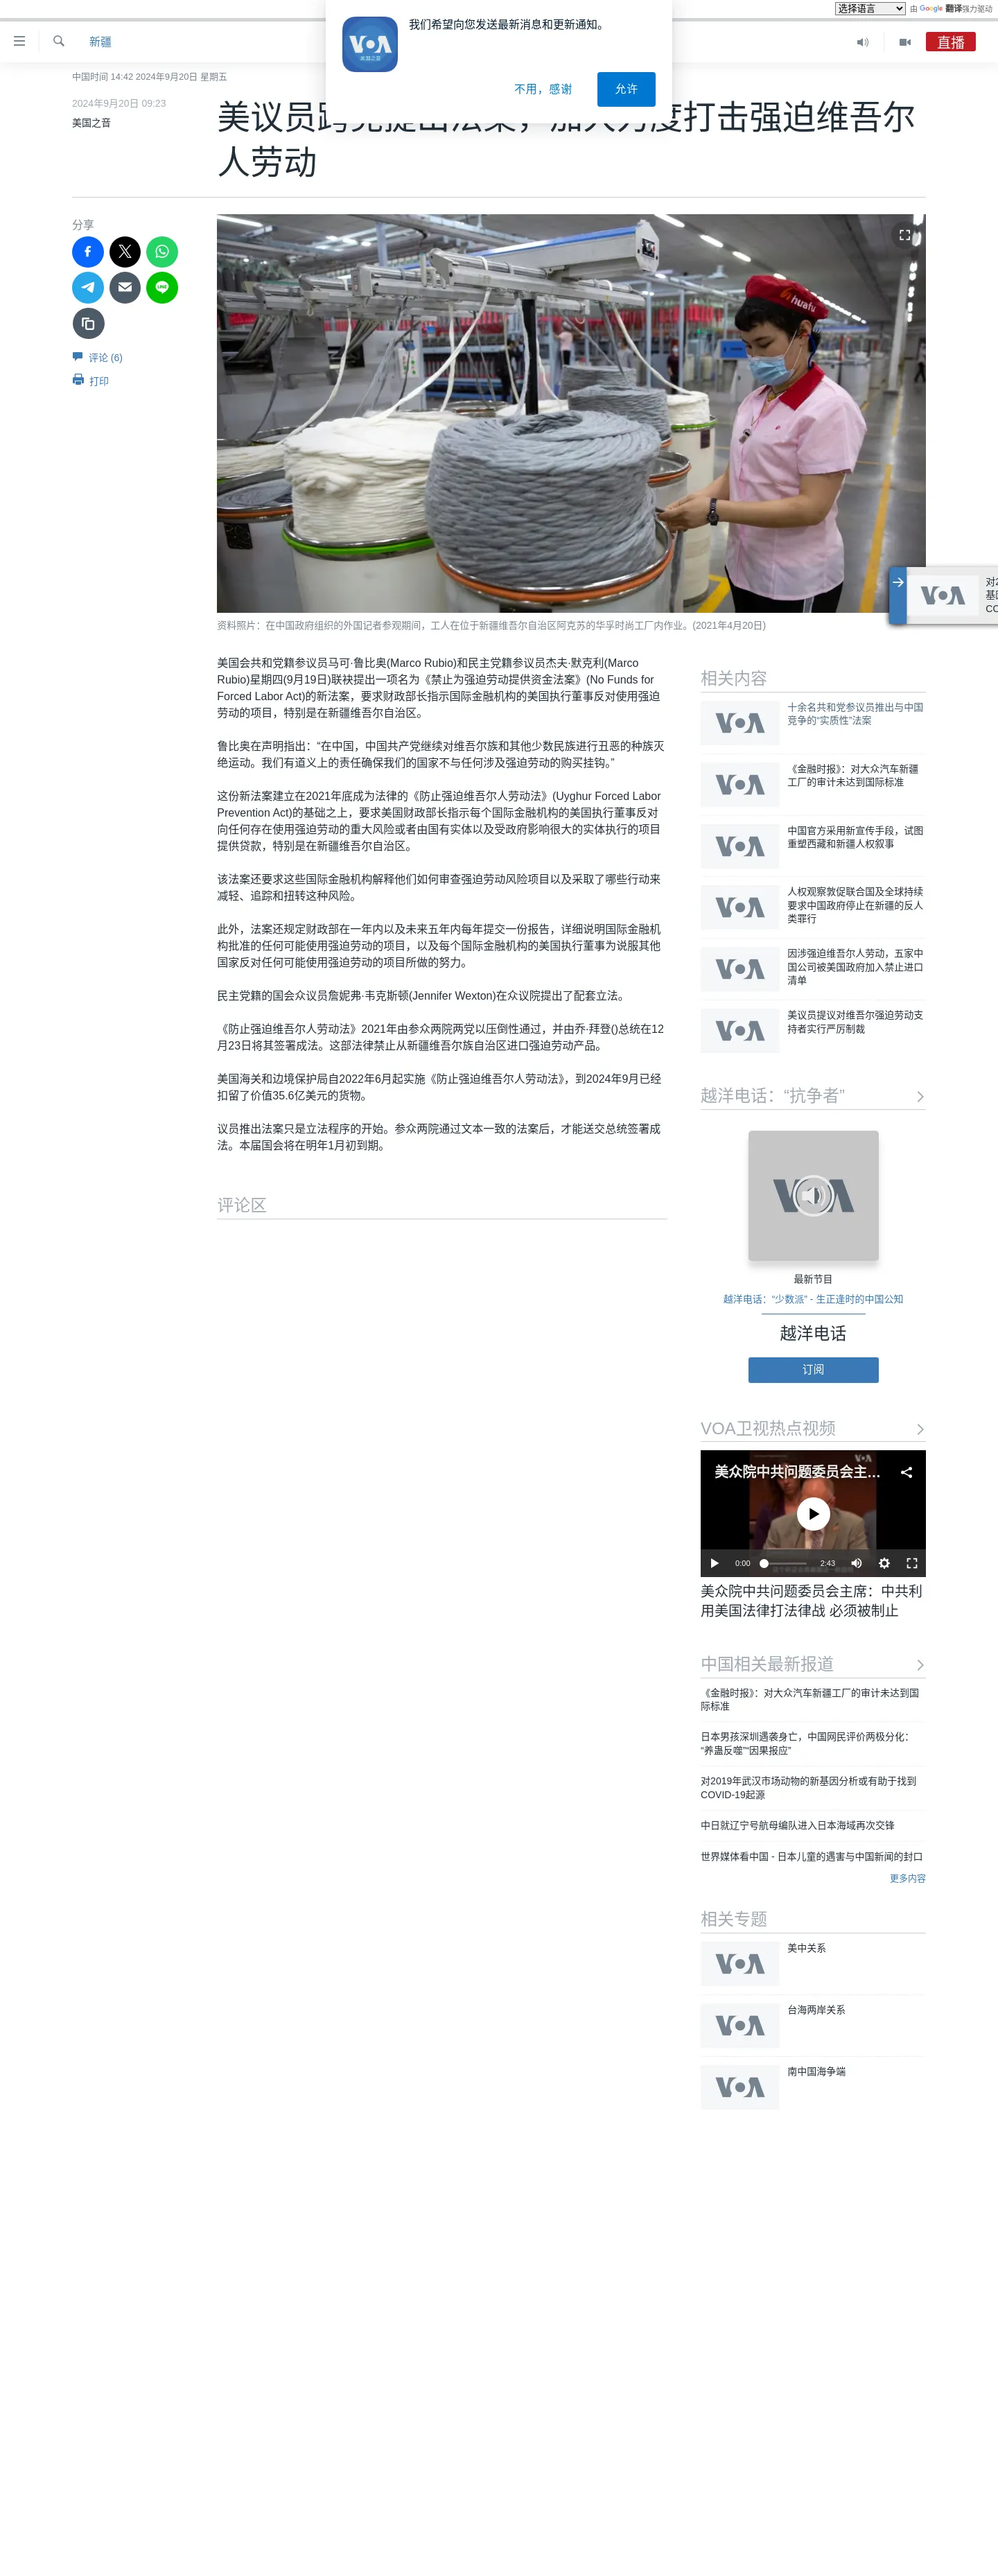 选择语言 由 Google 翻译强力驱动
新疆
直播
VOA
美国之音
我们希望向您发送最新消息和更新通知。
不用，感谢
允许
中国时间 14:42 2024年9月20日 星期五
2024年9月20日 09:23
美国之音
美议员跨党提出法案，加大力度打击强迫维吾尔
人劳动
分享
评论 (6)
打印
huafu
资料照片：在中国政府组织的外国记者参观期间，工人在位于新疆维吾尔自治区阿克苏的华孚时尚工厂内作业。(2021年4月20日)
VOA
对2
基因
CO
美国会共和党籍参议员马可·鲁比奥(Marco Rubio)和民主党籍参议员杰夫·默克利(Marco
Rubio)星期四(9月19日)联袂提出一项名为《禁止为强迫劳动提供资金法案》(No Funds for
Forced Labor Act)的新法案，要求财政部长指示国际金融机构的美国执行董事反对使用强迫
劳动的项目，特别是在新疆维吾尔自治区。
鲁比奥在声明指出：“在中国，中国共产党继续对维吾尔族和其他少数民族进行丑恶的种族灭
绝运动。我们有道义上的责任确保我们的国家不与任何涉及强迫劳动的购买挂钩。”
这份新法案建立在2021年底成为法律的《防止强迫维吾尔人劳动法》(Uyghur Forced Labor
Prevention Act)的基础之上，要求美国财政部长指示每个国际金融机构的美国执行董事反对
向任何存在使用强迫劳动的重大风险或者由国有实体以及受政府影响很大的实体执行的项目
提供贷款，特别是在新疆维吾尔自治区。
该法案还要求这些国际金融机构解释他们如何审查强迫劳动风险项目以及采取了哪些行动来
减轻、追踪和扭转这种风险。
此外，法案还规定财政部在一年内以及未来五年内每年提交一份报告，详细说明国际金融机
构批准的任何可能使用强迫劳动的项目，以及每个国际金融机构的美国执行董事为说服其他
国家反对任何可能使用强迫劳动的项目所做的努力。
民主党籍的国会众议员詹妮弗·韦克斯顿(Jennifer Wexton)在众议院提出了配套立法。
《防止强迫维吾尔人劳动法》2021年由参众两院两党以压倒性通过，并由乔·拜登()总统在12
月23日将其签署成法。这部法律禁止从新疆维吾尔族自治区进口强迫劳动产品。
美国海关和边境保护局自2022年6月起实施《防止强迫维吾尔人劳动法》，到2024年9月已经
扣留了价值35.6亿美元的货物。
议员推出法案只是立法程序的开始。参众两院通过文本一致的法案后，才能送交总统签署成
法。本届国会将在明年1月初到期。
评论区
相关内容
VOA
十余名共和党参议员推出与中国
竞争的“实质性”法案
VOA
《金融时报》：对大众汽车新疆
工厂的审计未达到国际标准
VOA
中国官方采用新宣传手段，试图
重塑西藏和新疆人权叙事
VOA
人权观察敦促联合国及全球持续
要求中国政府停止在新疆的反人
类罪行
VOA
因涉强迫维吾尔人劳动，五家中
国公司被美国政府加入禁止进口
清单
VOA
美议员提议对维吾尔强迫劳动支
持者实行严厉制裁
越洋电话：“抗争者”
VOA
最新节目
越洋电话：“少数派” - 生正逢时的中国公知
越洋电话
订阅
VOA卫视热点视频
VOA
美众院中共问题委员会主...
0:00
2:43
美众院中共问题委员会主席：中共利
用美国法律打法律战 必须被制止
中国相关最新报道
《金融时报》：对大众汽车新疆工厂的审计未达到国
际标准
日本男孩深圳遇袭身亡，中国网民评价两极分化：
“养蛊反噬”“因果报应”
对2019年武汉市场动物的新基因分析或有助于找到
COVID-19起源
中日就辽宁号航母编队进入日本海域再次交锋
世界媒体看中国 - 日本儿童的遇害与中国新闻的封口
更多内容
相关专题
VOA
美中关系
VOA
台海两岸关系
VOA
南中国海争端